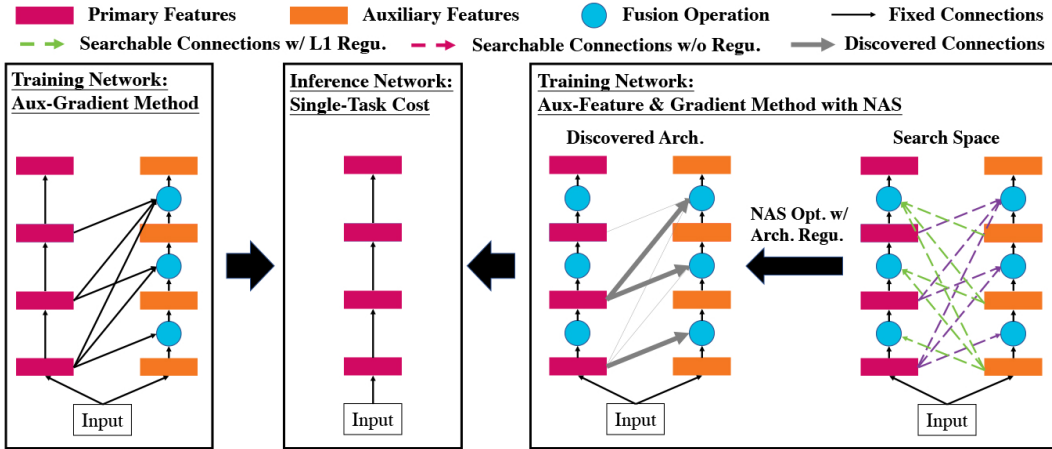 Primary Features Auxiliary Features Fusion Operation Fixed Connections
Searchable Connections w/ L1 Regu. Searchable Connections w/o Regu. Discovered Connections
Training Network:
Aux-Gradient Method
Input
Inference Network:
Single-Task Cost
Input
Training Network:
Aux-Feature & Gradient Method with NAS
Discovered Arch.
Input
NAS Opt. w/
Arch. Regu.
Search Space
Input